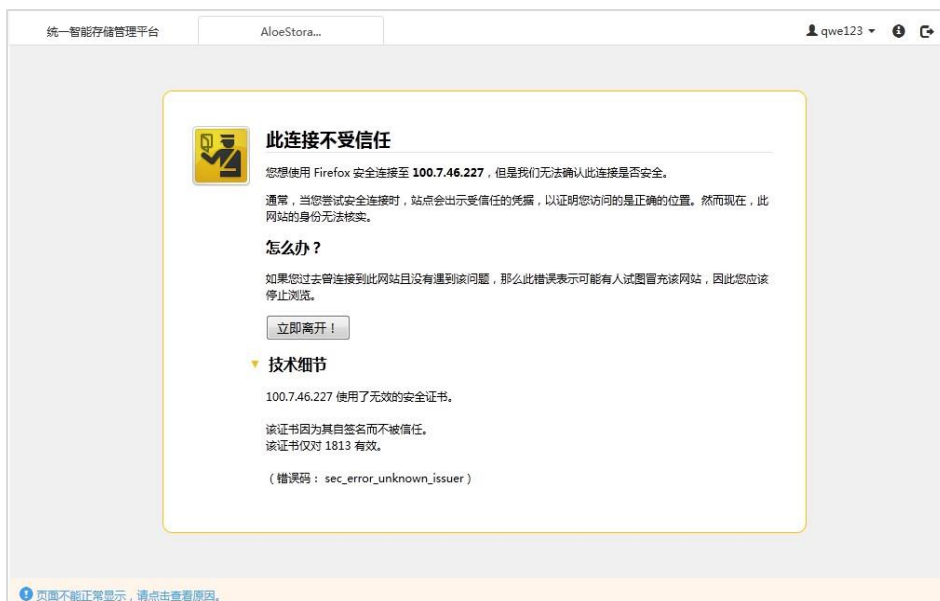 统一智能存储管理平台
AloeStora...
qwe123
此连接不受信任
您想使用 Firefox 安全连接至 100.7.46.227，但是我们无法确认此连接是否安全。
通常，当您尝试安全连接时，站点会出示受信任的凭据，以证明您访问的是正确的位置。然而现在，此
网站的身份无法核实。
怎么办？
如果您过去曾连接到此网站且没有遇到该问题，那么此错误表示可能有人试图冒充该网站，因此您应该
停止浏览。
立即离开！
技术细节
100.7.46.227 使用了无效的安全证书。
该证书因为其自签名而不被信任。
该证书仅对 1813 有效。
（错误码： sec_error_unknown_issuer）
页面不能正常显示，请点击查看原因。